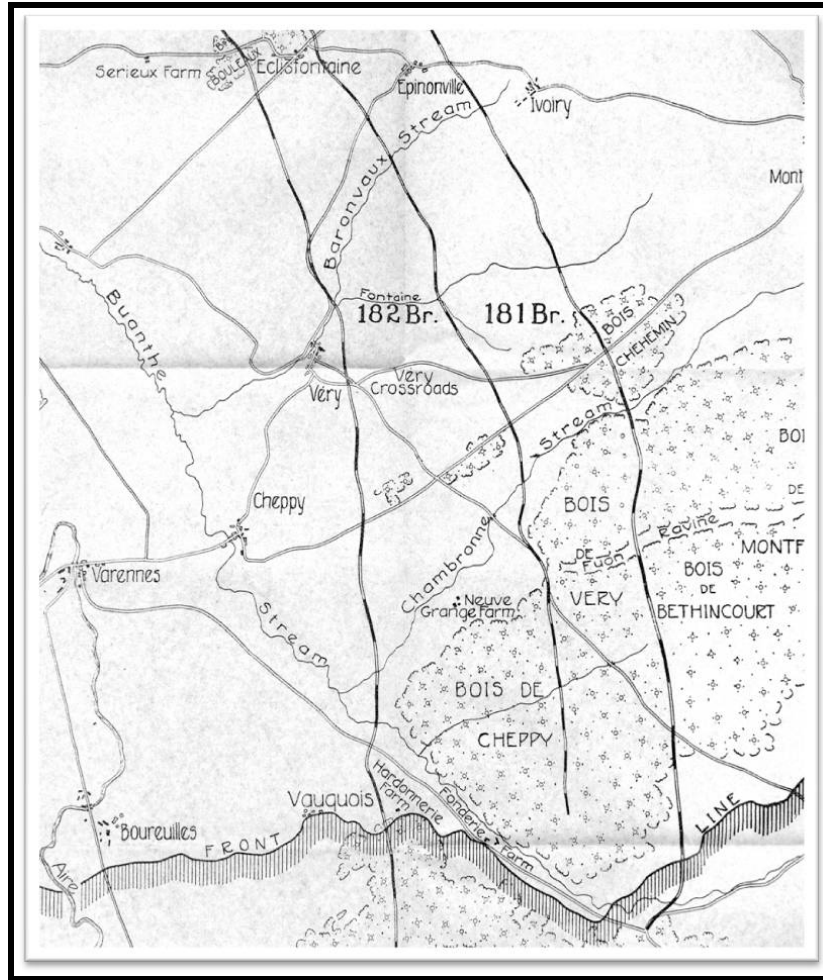 Serieux Farm
BOULEAUX
Eclisfontaine
Epinonville
Ivoiry
Baronvaux Stream
Mont
Buanthe
Fontaine
182 Br.
181 Br.
BOIS
CHEHEMIN
Véry
Very
Crossroads
Stream
BOIS
DE
Cheppy
BOIS
DE
VERY
Fuon
Ravine
MONTF
BOIS
DE
BETHINCOURT
Varennes
Chambronne
Neuve
Grange Farm
Stream
BOIS DE
CHEPPY
Hardonnerie
Farm
Vauquois
Fonderie Farm
LINE
Boureuilles
FRONT
Aire